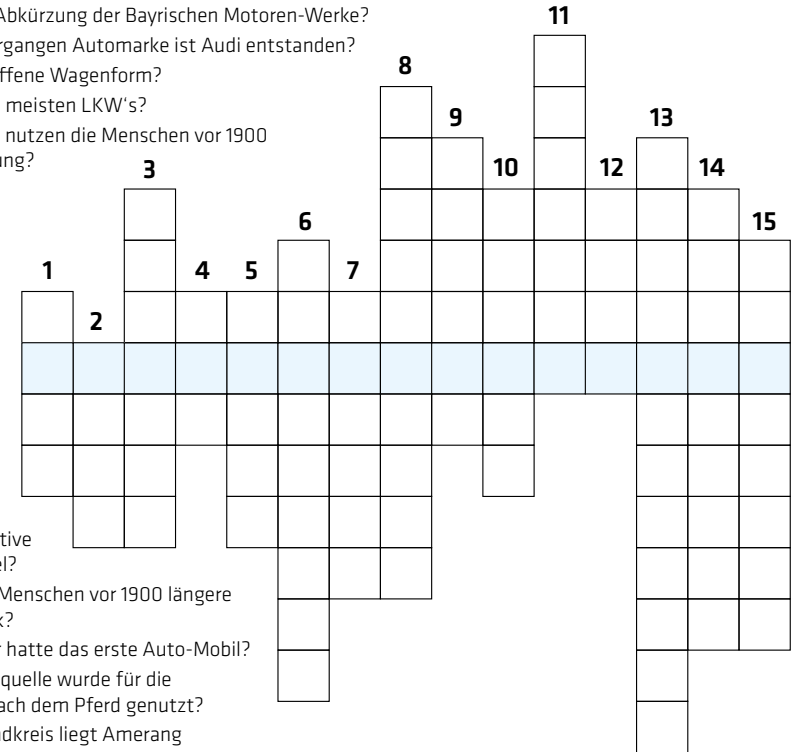 Abkürzung der Bayrischen Motoren-Werke?
rgangen Automarke ist Audi entstanden?
ffene Wagenform?
meisten LKW's?
nutzen die Menschen vor 1900
ung?
11
8
9
13
3
10
12
14
6
15
1
4
5
7
2
tive
el?
Menschen vor 1900 längere
k?
r hatte das erste Auto-Mobil?
quelle wurde für die
ach dem Pferd genutzt?
dkreis liegt Amerang